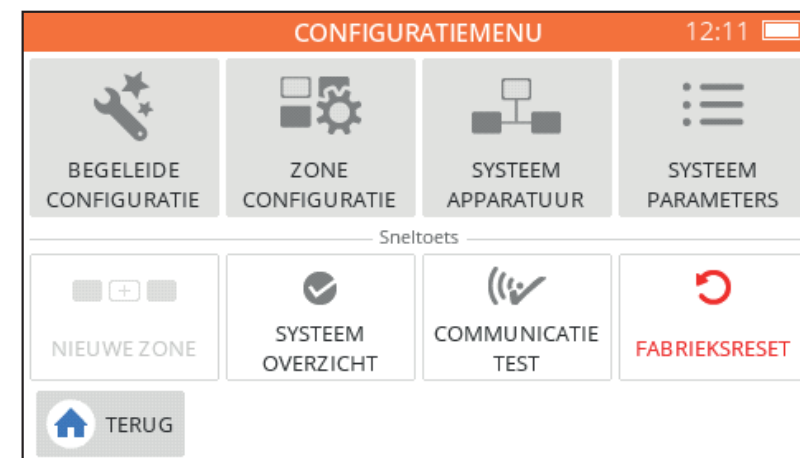 CONFIGURATIEMENU 12:11
BEGELEIDE
CONFIGURATIE
ZONE
CONFIGURATIE
SYSTEEM
APPARATUUR
SYSTEEM
PARAMETERS
Sneltoets
NIEUWE ZONE
SYSTEEM
OVERZICHT
COMMUNICATIE
TEST
FABRIEKSRESET
TERUG